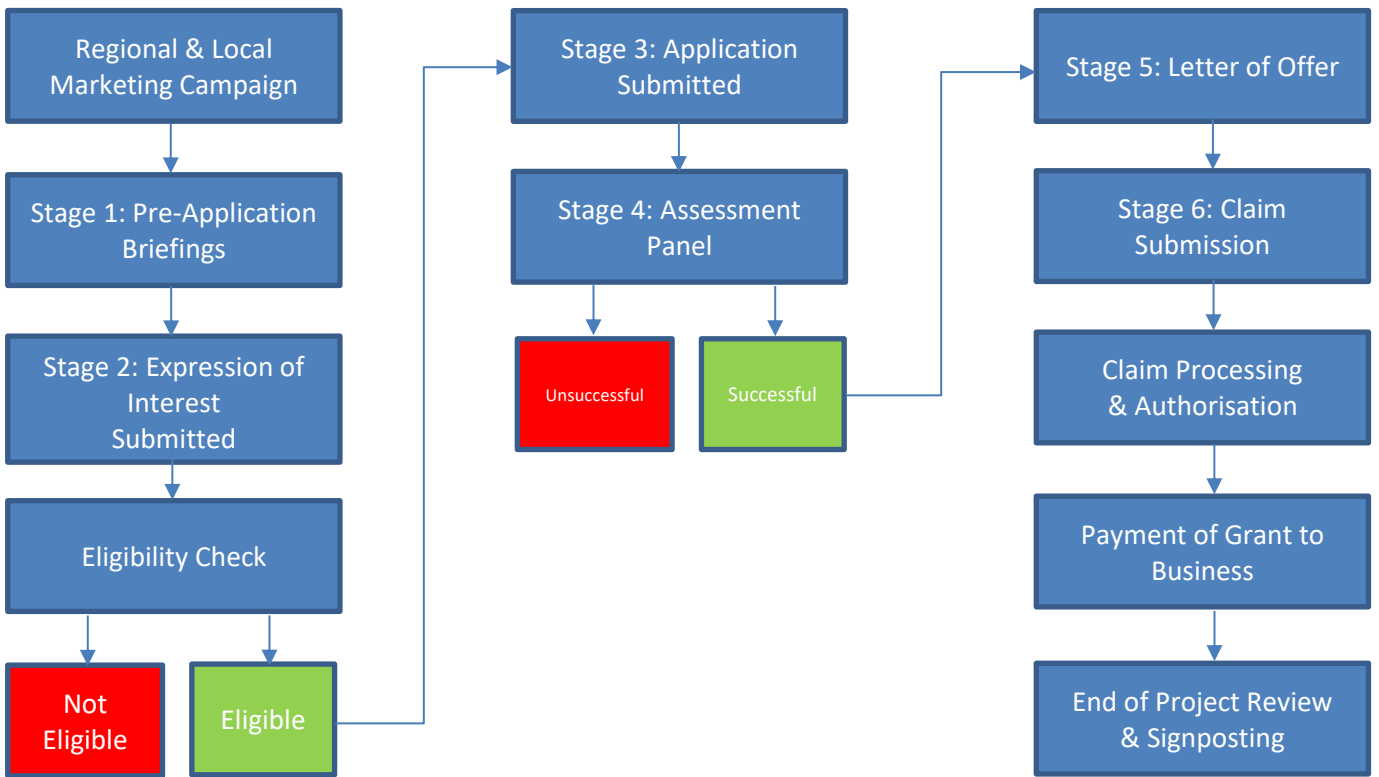 Regional & Local
Marketing Campaign
Stage 1: Pre-Application
Briefings
Stage 2: Expression of
Interest
Submitted
Eligibility Check
Not
Eligible
Eligible
Stage 3: Application
Submitted
Stage 4: Assessment
Panel
Unsuccessful
Successful
Stage 5: Letter of Offer
Stage 6: Claim
Submission
Claim Processing
& Authorisation
Payment of Grant to
Business
End of Project Review
& Signposting